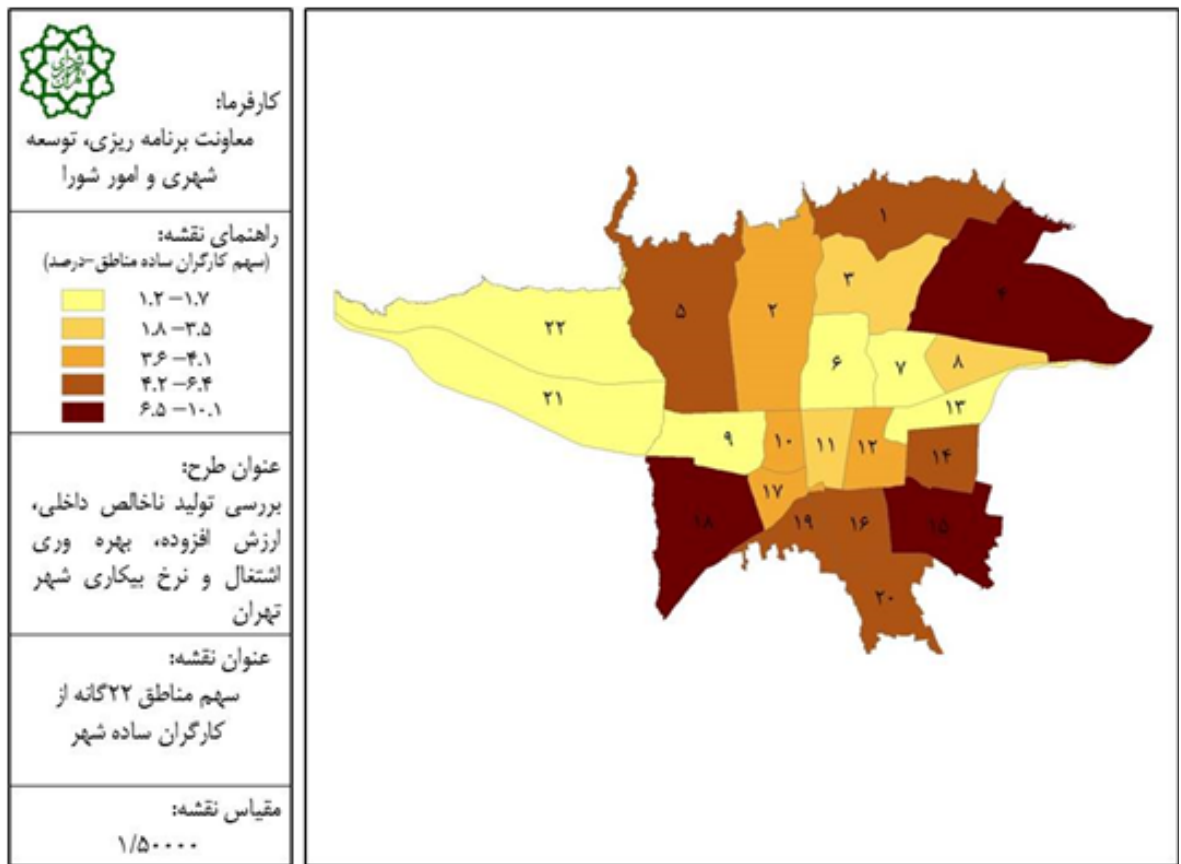 کارفرما:
معاونت برنامه ریزی، توسعه
شهری و امور شورا
راهنمای نقشه:
(سهم کارگران ساده مناطق-درصد)
۱.۲-۱.۷
۱.۸-۳.۵
۳.۶-۴.۱
۴.۲-۶.۴
۶.۵-۱۰.۱
عنوان طرح:
بررسی تولید ناخالص داخلی،
ارزش افزوده، بهره وری
اشتغال و نرخ بیکاری شهر
تهران
عنوان نقشه:
سهم مناطق ۲۲گانه از
کارگران ساده شهر
مقیاس نقشه:
۱/۵۰۰۰۰
۱
۴
۳
۲
۵
۲۲
۶
۷
۸
۲۱
۱۳
۹
۱۰
۱۱
۱۲
۱۴
۱۷
۱۸
۱۹
۱۶
۱۵
۲۰